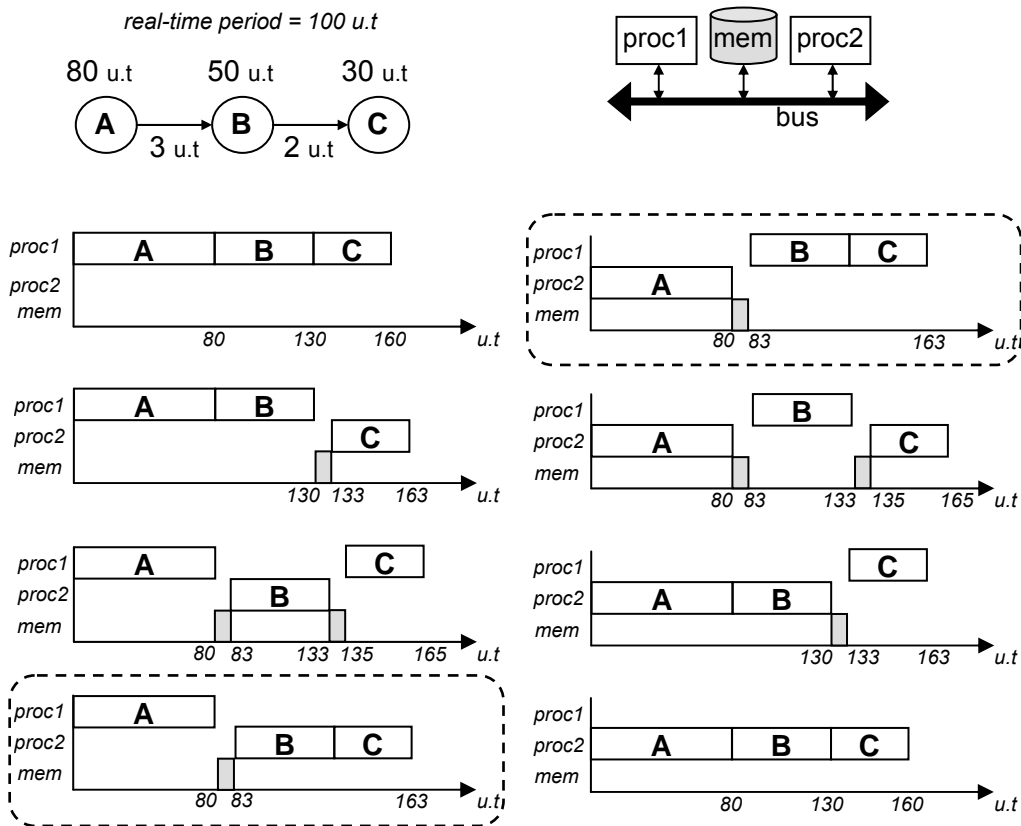 real-time period = 100 u.t
80 u.t 50 u.t 30 u.t
A B C
3 u.t 2 u.t
proc1 mem proc2
bus
proc1 A B C
proc2
mem
80 130 160 u.t
proc1 B C
proc2 A
mem
80 83 163 u.t
proc1 A B
proc2 C
mem
130 133 163 u.t
proc1 B
proc2 A C
mem
80 83 133 135 165 u.t
proc1 A C
proc2 B
mem
80 83 133 135 165 u.t
proc1 C
proc2 A B
mem
130 133 163 u.t
proc1 A
proc2 B C
mem
80 83 163 u.t
proc1
proc2 A B C
mem
80 130 160 u.t